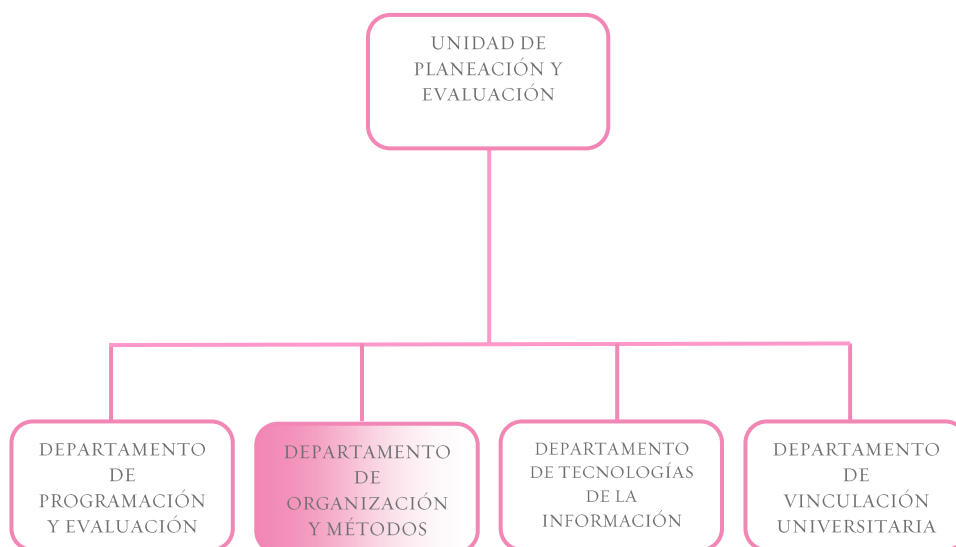 UNIDAD DE
PLANEACIÓN Y
EVALUACIÓN
DEPARTAMENTO
DE
PROGRAMACIÓN
Y EVALUACIÓN
DEPARTAMENTO
DE
ORGANIZACIÓN
Y MÉTODOS
DEPARTAMENTO
DE TECNOLOGÍAS
DE LA
INFORMACIÓN
DEPARTAMENTO
DE
VINCULACIÓN
UNIVERSITARIA